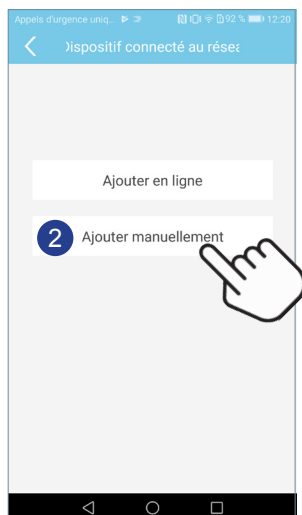 Appels d'urgence uniq... 92 % 12:20
Dispositif connecté au résea
Ajouter en ligne
2 Ajouter manuellement